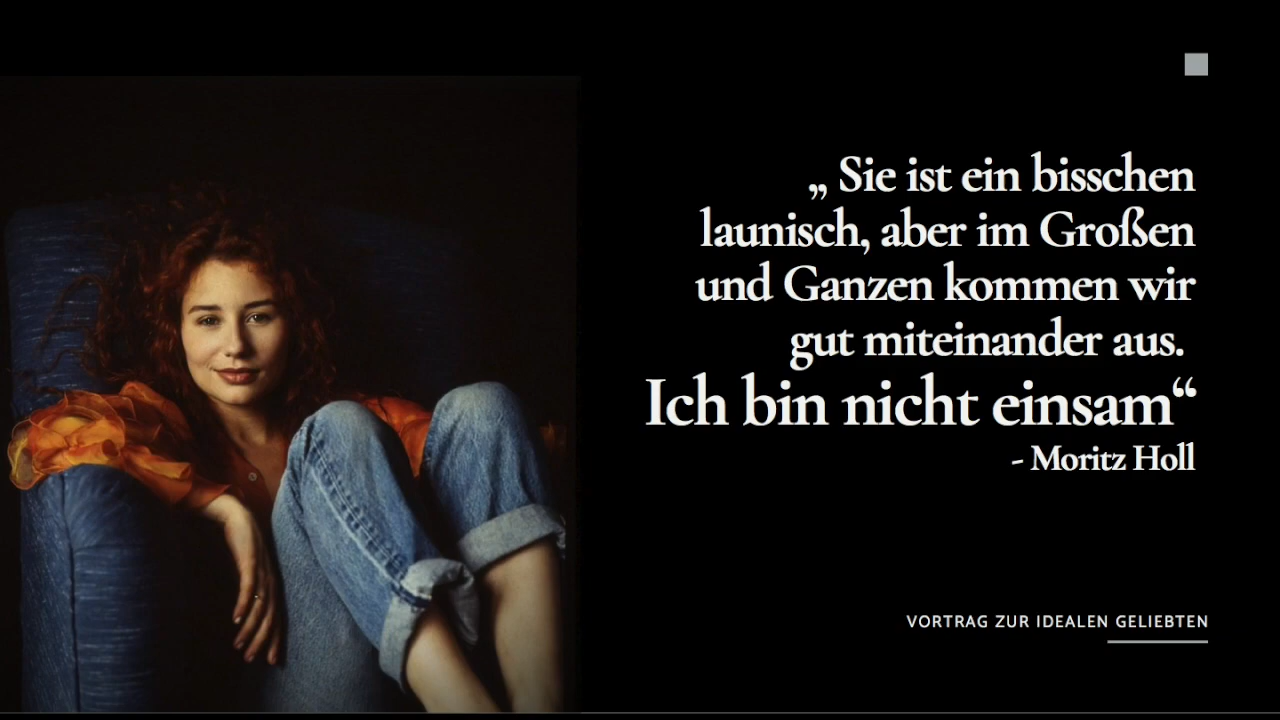 „ Sie ist ein bisschen
launisch, aber im Großen
und Ganzen kommen wir
gut miteinander aus.
Ich bin nicht einsam“
- Moritz Holl
VORTRAG ZUR IDEALEN GELIEBTEN